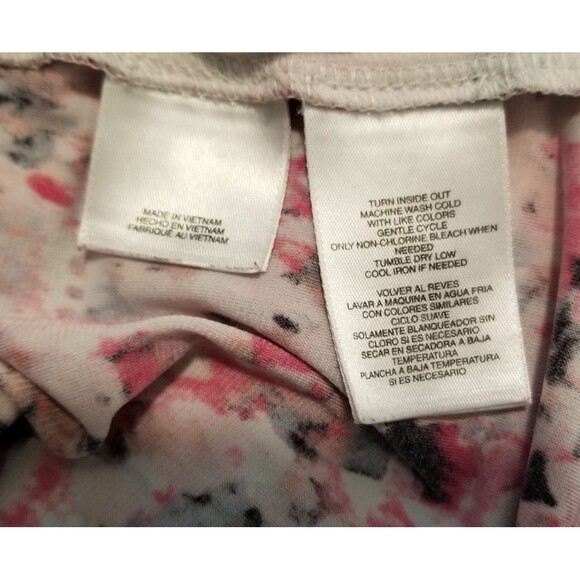 MADE IN VIETNAM
HECHO EN VIETNAM
FABRIQUÉ AU VIETNAM
TURN INSIDE OUT
MACHINE WASH COLD
WITH LIKE COLORS
GENTLE CYCLE
ONLY NON-CHLORINE BLEACH WHEN
NEEDED
TUMBLE DRY LOW
COOL IRON IF NEEDED
VOLVER AL REVES
LAVAR A MAQUINA EN AGUA FRIA
CON COLORES SIMILARES
CICLO SUAVE
SOLAMENTE BLANQUEADOR SIN
CLORO SI ES NECESARIO
SECAR EN SECADORA A BAJA
TEMPERATURA
PLANCHA A BAJA TEMPERATURA
SI ES NECESARIO